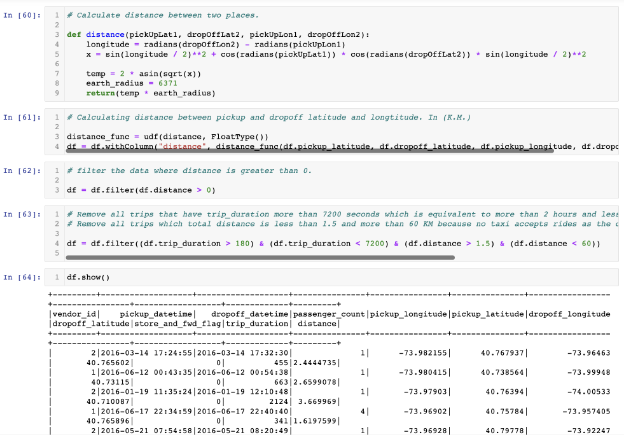 In [60]:
1 # Calculate distance between two places.
2
3 def distance(pickUpLat1, dropOffLat2, pickUpLon1, dropOffLon2):
4 longitude = radians(dropOffLon2) - radians(pickUpLon1)
5 x = sin(longitude / 2)**2 + cos(radians(pickUpLat1)) * cos(radians(dropOffLat2)) * sin(longitude / 2)**2
6
7 temp = 2 * asin(sqrt(x))
8 earth_radius = 6371
9 return(temp * earth_radius)
In [61]:
1 # Calculating distance between pickup and dropoff latitude and longtitude. In (K.M.)
2
3 distance_func = udf(distance, FloatType())
4 df = df.withColumn("distance", distance_func(df.pickup_latitude, df.dropoff_latitude, df.pickup_longitude, df.dropo
In [62]:
1 # filter the data where distance is greater than 0.
2
3 df = df.filter(df.distance > 0)
In [63]:
1 # Remove all trips that have trip_duration more than 7200 seconds which is equivalent to more than 2 hours and less
2 # Remove all trips which total distance is less than 1.5 and more than 60 KM because no taxi accepts rides as the
3
4 df = df.filter((df.trip_duration > 180) & (df.trip_duration < 7200) & (df.distance > 1.5) & (df.distance < 60))
5
In [64]:
1 df.show()
|vendor_id| pickup_datetime| dropoff_datetime|passenger_count|pickup_longitude|pickup_latitude|dropoff_longitude
|dropoff_latitude|store_and_fwd_flag|trip_duration| distance|
| 2|2016-03-14 17:24:55|2016-03-14 17:32:30| 1| -73.982155| 40.767937| -73.96463
| 40.765602| 0| 455|2.4444735|
| 1|2016-06-12 00:43:35|2016-06-12 00:54:38| 1| -73.980415| 40.738564| -73.99948
| 40.73115| 0| 663|2.6599078|
| 2|2016-01-19 11:35:24|2016-01-19 12:10:48| 1| -73.97903| 40.76394| -74.00533
| 40.710087| 0| 2124| 3.669969|
| 1|2016-06-17 22:34:59|2016-06-17 22:40:40| 4| -73.96902| 40.75784| -73.957405
| 40.765896| 0| 341|1.6197599|
| 2|2016-05-21 07:54:58|2016-05-21 08:20:49| 1| -73.96928| 40.79778| -73.92247